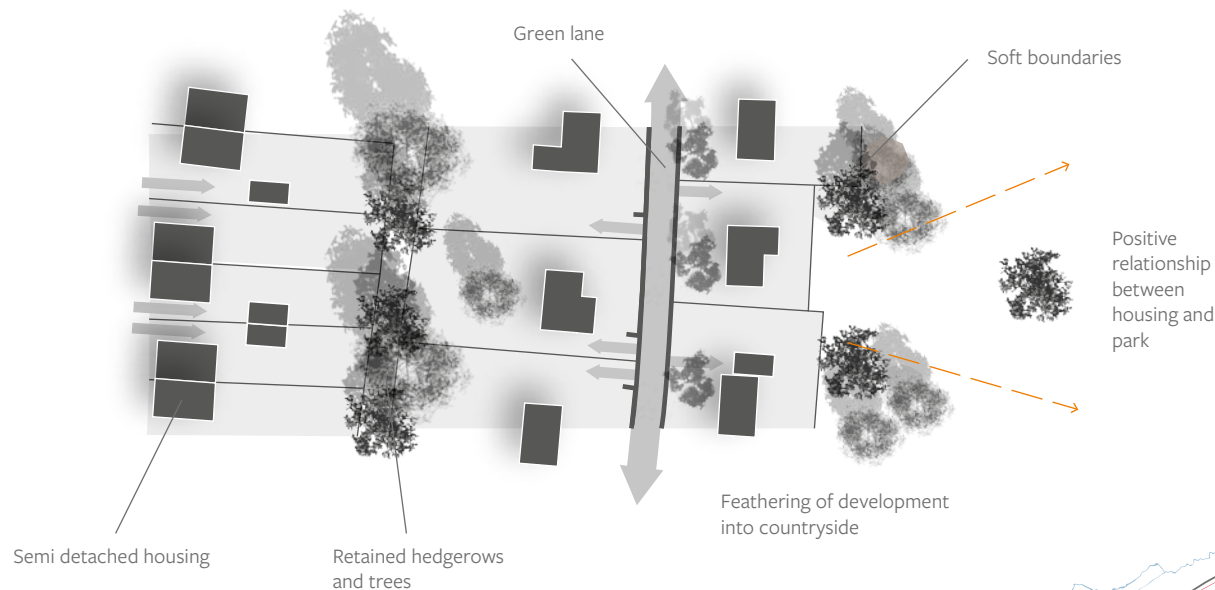 Green lane
Soft boundaries
Positive
relationship
between
housing and
park
Feathering of development
into countryside
Semi detached housing
Retained hedgerows
and trees